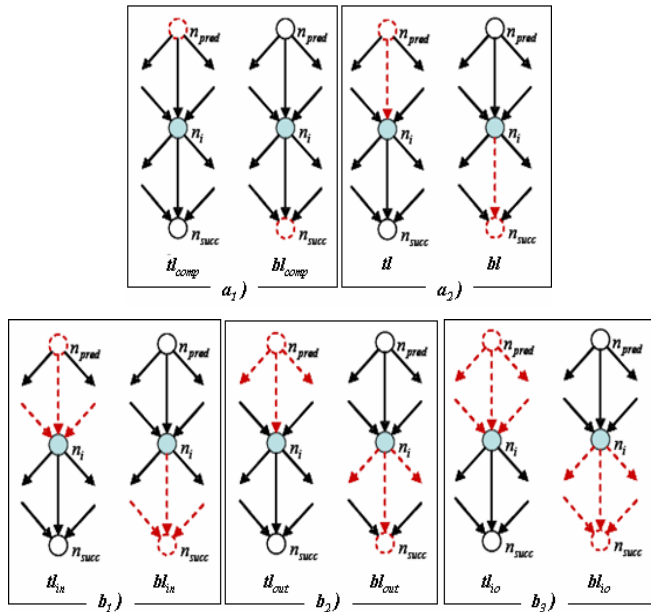 n_pred n_pred n_pred n_pred
n_i n_i n_i n_i
n_succ n_succ n_succ n_succ
tl_comp bl_comp tl bl
a_1) a_2)
n_pred n_pred n_pred n_pred n_pred n_pred
n_i n_i n_i n_i n_i n_i
n_succ n_succ n_succ n_succ n_succ n_succ
tl_in bl_in tl_out bl_out tl_io bl_io
b_1) b_2) b_3)